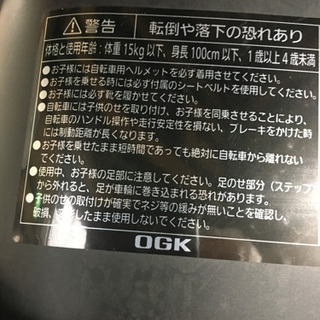 ⚠警告 転倒や落下の恐れあり
体格と使用年齢:体重15kg以下、身長100cm以下、1歳以上4歳未満
●お子様には自転車用ヘルメットを必ず着用させてください。
●お子様を乗せる時には必ず付属のシートベルトを使用してください。
●お子様には必ず靴を履かせてください。
●自転車には子供のせを取り付け、お子様を同乗させることにより、
自転車のハンドル操作や走行安定性を損ない、ブレーキをかけた時
には制動距離が長くなります。
●お子様を乗せたまま短時間であっても絶対に自転車から離れない
でください。
●使用中、お子様の足部に注意してください。足のせ部分(ステップ)
から外れると、足が車輪に巻き込まれる恐れがあります。
●子供のせの取付けが確実でネジ等の緩みが無いことを確認し、
破損、したまま使用しないでください。
OGK